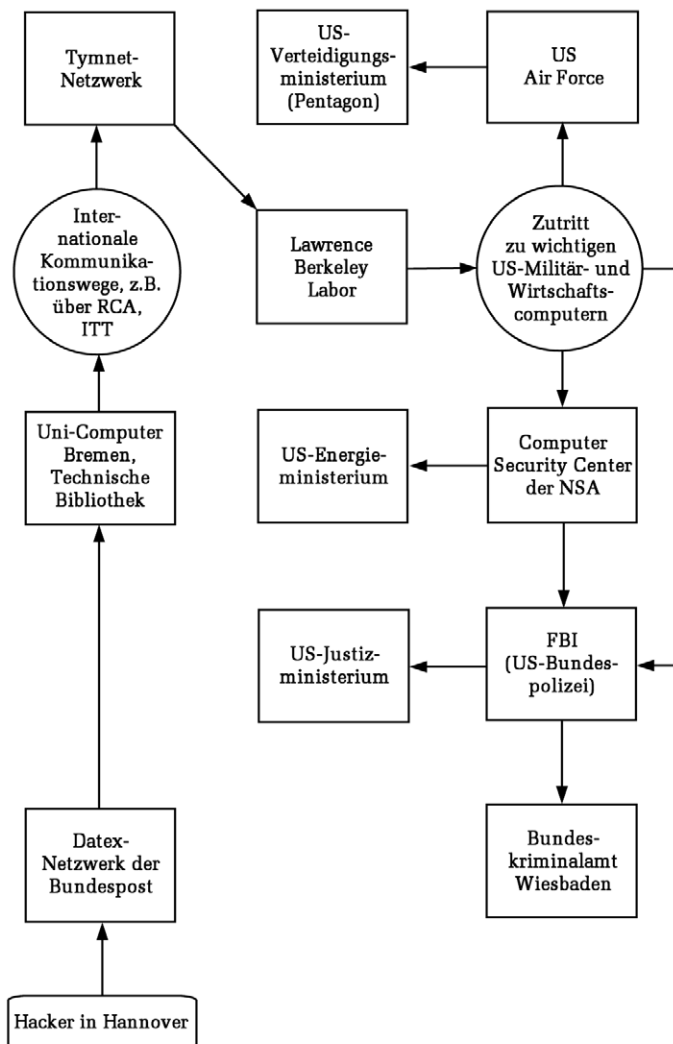 Tymnet-
Netzwerk
US-
Verteidigungs-
ministerium
(Pentagon)
US
Air Force
Inter-
nationale
Kommunika-
tionswege, z.B.
über RCA,
ITT
Lawrence
Berkeley
Labor
Zutritt
zu wichtigen
US-Militär- und
Wirtschafts-
computern
Uni-Computer
Bremen,
Technische
Bibliothek
US-Energie-
ministerium
Computer
Security Center
der NSA
US-Justiz-
ministerium
FBI
(US-Bundes-
polizei)
Datex-
Netzwerk der
Bundespost
Bundes-
kriminalamt
Wiesbaden
Hacker in Hannover